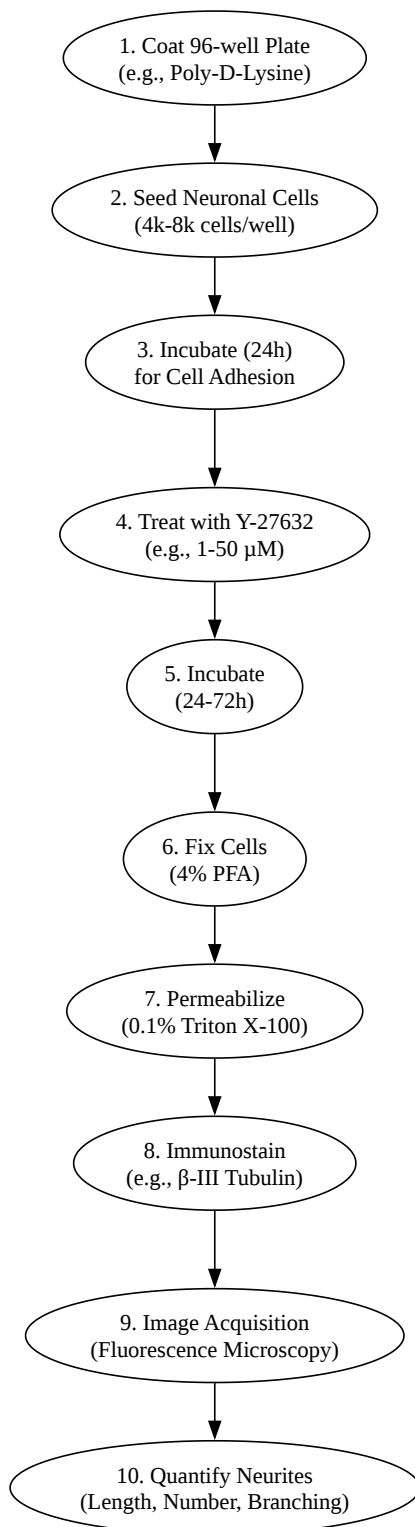 1. Coat 96-well Plate
(e.g., Poly-D-Lysine)
2. Seed Neuronal Cells
(4k-8k cells/well)
3. Incubate (24h)
for Cell Adhesion
4. Treat with Y-27632
(e.g., 1-50 µM)
5. Incubate
(24-72h)
6. Fix Cells
(4% PFA)
7. Permeabilize
(0.1% Triton X-100)
8. Immunostain
(e.g., β-III Tubulin)
9. Image Acquisition
(Fluorescence Microscopy)
10. Quantify Neurites
(Length, Number, Branching)